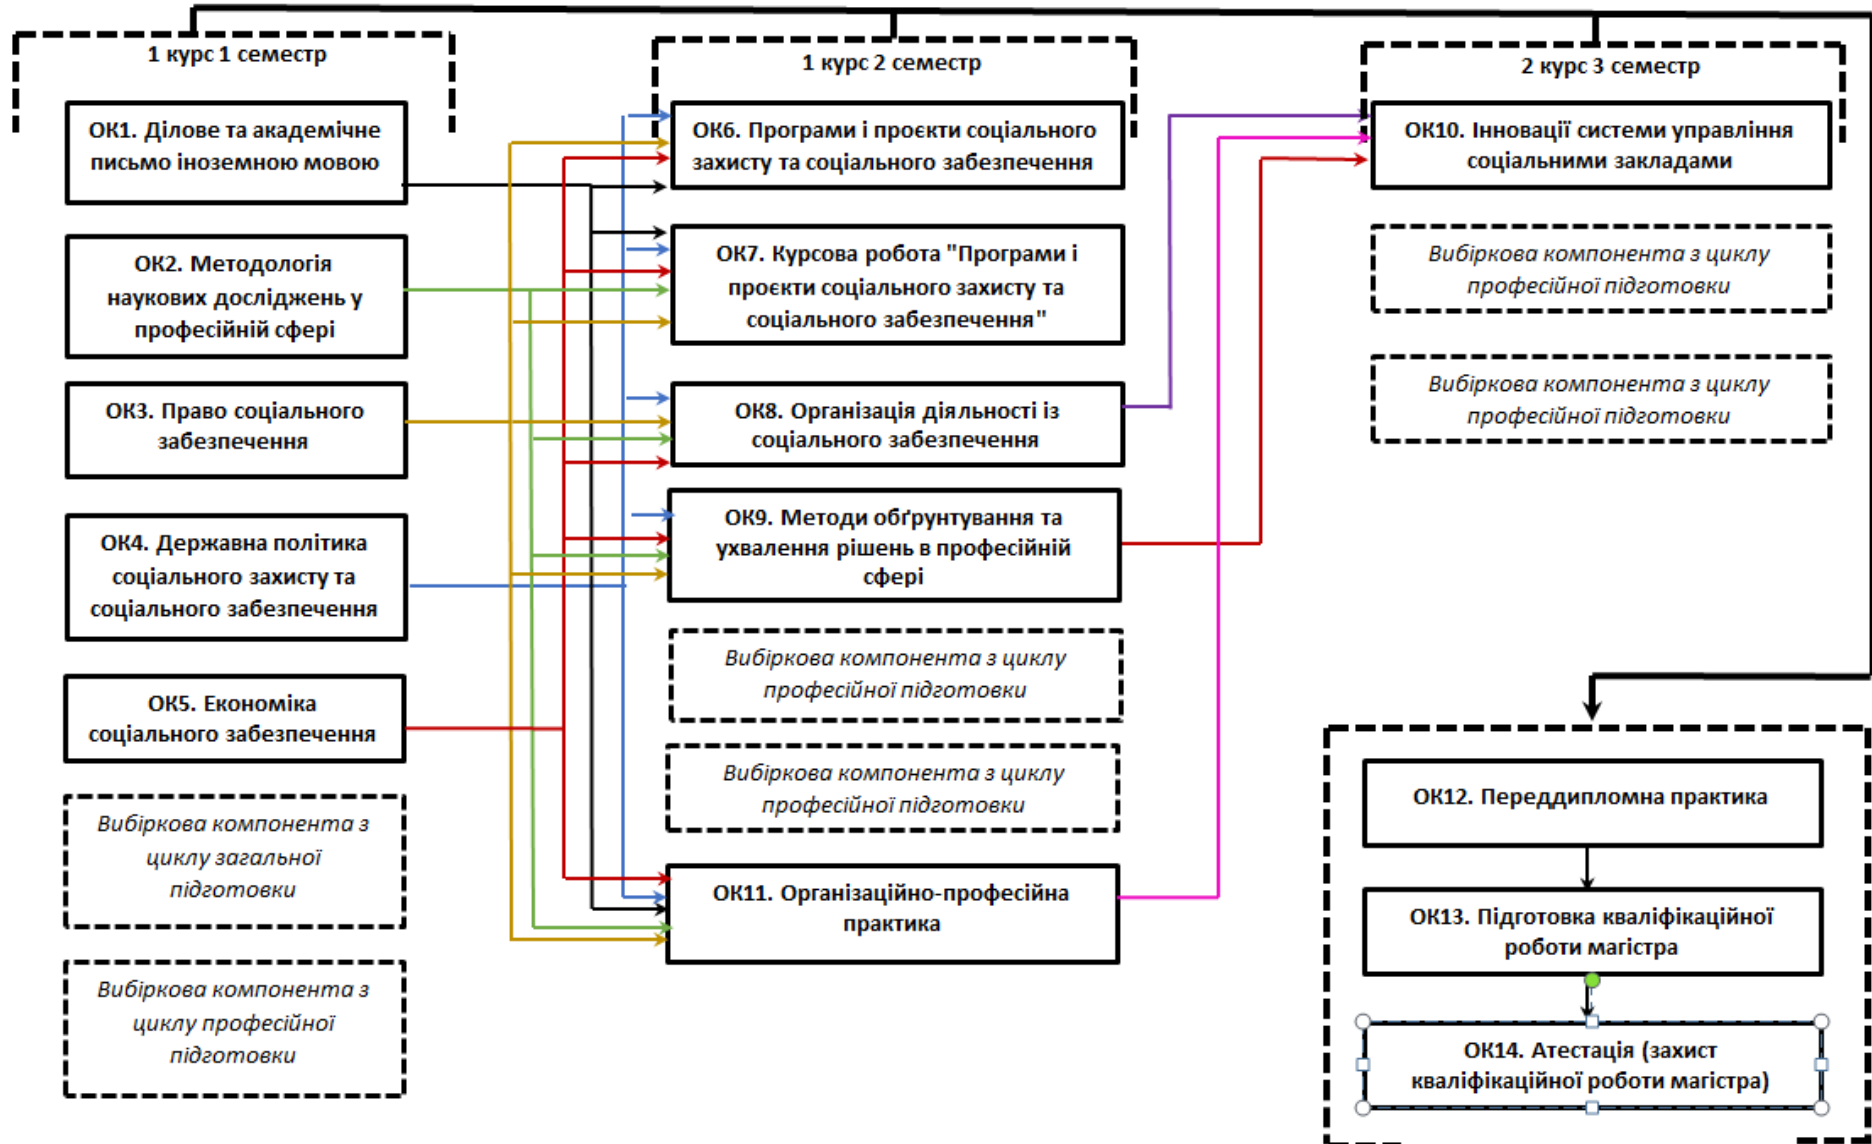 1 курс 1 семестр
ОК1. Ділове та академічне
письмо іноземною мовою
ОК2. Методологія
наукових досліджень у
професійній сфері
ОК3. Право соціального
забезпечення
ОК4. Державна політика
соціального захисту та
соціального забезпечення
ОК5. Економіка
соціального забезпечення
Вибіркова компонента з
циклу загальної
підготовки
Вибіркова компонента з
циклу професійної
підготовки
1 курс 2 семестр
ОК6. Програми і проєкти соціального
захисту та соціального забезпечення
ОК7. Курсова робота "Програми і
проєкти соціального захисту та
соціального забезпечення"
ОК8. Організація діяльності із
соціального забезпечення
ОК9. Методи обґрунтування та
ухвалення рішень в професійній
сфері
Вибіркова компонента з циклу
професійної підготовки
Вибіркова компонента з циклу
професійної підготовки
ОК11. Організаційно-професійна
практика
2 курс 3 семестр
ОК10. Інновації системи управління
соціальними закладами
Вибіркова компонента з циклу
професійної підготовки
Вибіркова компонента з циклу
професійної підготовки
ОК12. Переддипломна практика
ОК13. Підготовка кваліфікаційної
роботи магістра
ОК14. Атестація (захист
кваліфікаційної роботи магістра)